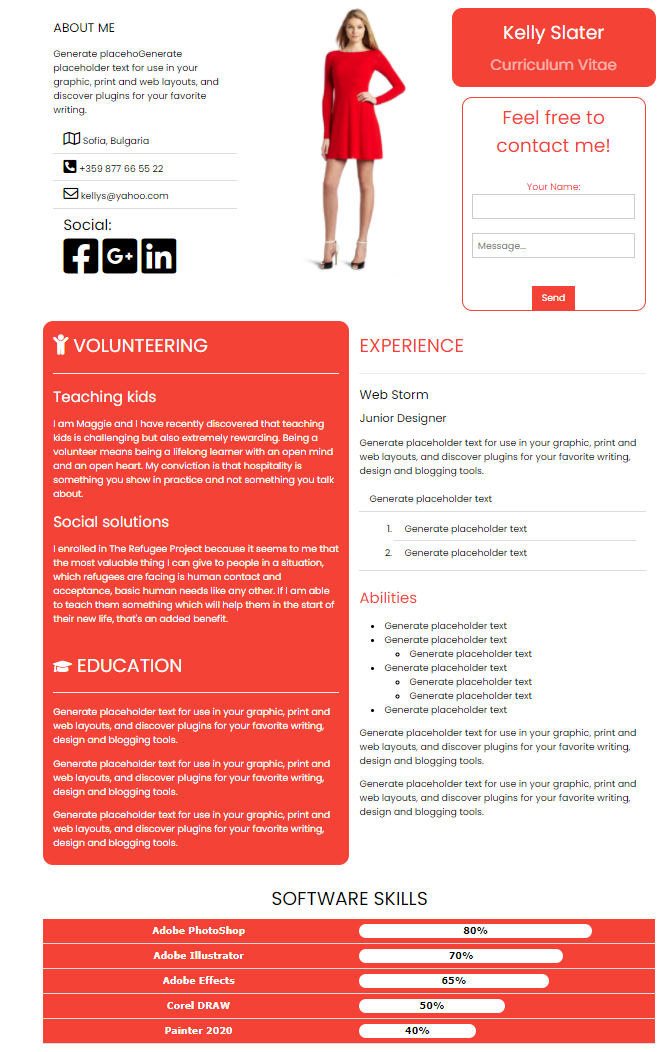 ABOUT ME
Generate placehoGenerate
placeholder text for use in your
graphic, print and web layouts, and
discover plugins for your favorite
writing.
Sofia, Bulgaria
+359 877 66 55 22
kellys@yahoo.com
Social:
Kelly Slater
Curriculum Vitae
Feel free to
contact me!
Your Name:
Message...
Send
VOLUNTEERING
Teaching kids
I am Maggie and I have recently discovered that teaching
kids is challenging but also extremely rewarding. Being a
volunteer means being a lifelong learner with an open mind
and an open heart. My conviction is that hospitality is
something you show in practice and not something you talk
about.
Social solutions
I enrolled in The Refugee Project because it seems to me that
the most valuable thing I can give to people in a situation,
which refugees are facing is human contact and
acceptance, basic human needs like any other. If I am able
to teach them something which will help them in the start of
their new life, that's an added benefit.
EDUCATION
Generate placeholder text for use in your graphic, print and
web layouts, and discover plugins for your favorite writing,
design and blogging tools.
Generate placeholder text for use in your graphic, print and
web layouts, and discover plugins for your favorite writing,
design and blogging tools.
Generate placeholder text for use in your graphic, print and
web layouts, and discover plugins for your favorite writing,
design and blogging tools.
EXPERIENCE
Web Storm
Junior Designer
Generate placeholder text for use in your graphic, print and
web layouts, and discover plugins for your favorite writing,
design and blogging tools.
Generate placeholder text
1. Generate placeholder text
2. Generate placeholder text
Abilities
Generate placeholder text
Generate placeholder text
Generate placeholder text
Generate placeholder text
Generate placeholder text
Generate placeholder text
Generate placeholder text
Generate placeholder text for use in your graphic, print and
web layouts, and discover plugins for your favorite writing,
design and blogging tools.
Generate placeholder text for use in your graphic, print and
web layouts, and discover plugins for your favorite writing,
design and blogging tools.
SOFTWARE SKILLS
Adobe PhotoShop 80%
Adobe Illustrator 70%
Adobe Effects 65%
Corel DRAW 50%
Painter 2020 40%